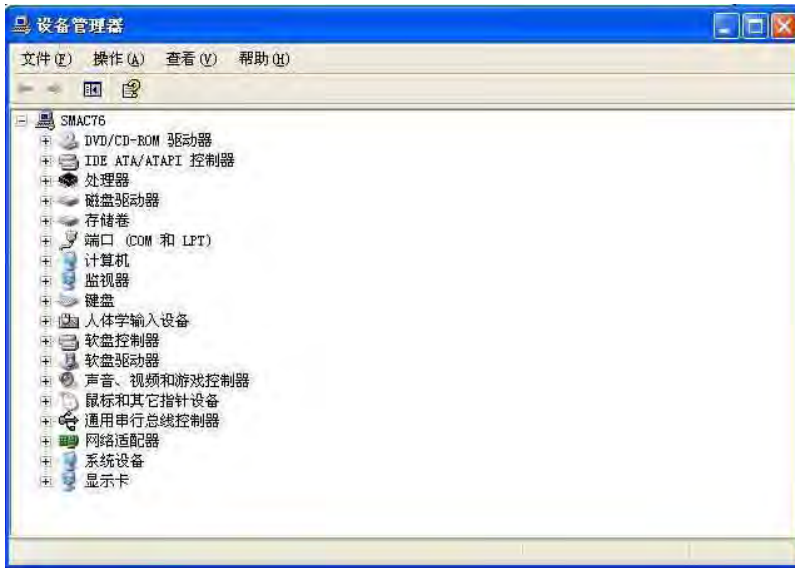 设备管理器
文件(F) 操作(A) 查看(V) 帮助(H)
SMAC76
DVD/CD-ROM 驱动器
IDE ATA/ATAPI 控制器
处理器
磁盘驱动器
存储卷
端口 (COM 和 LPT)
计算机
监视器
键盘
人体学输入设备
软盘控制器
软盘驱动器
声音、视频和游戏控制器
鼠标和其它指针设备
通用串行总线控制器
网络适配器
系统设备
显示卡